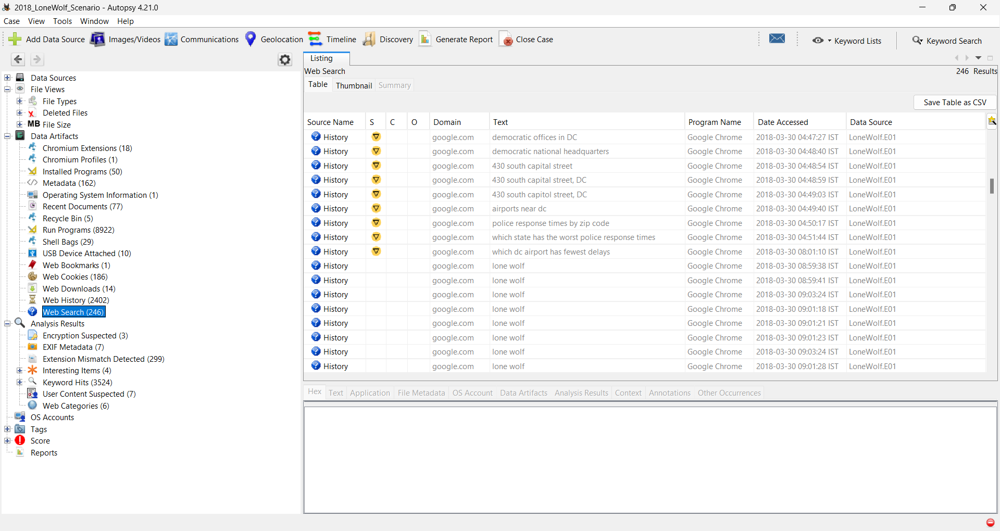 2018_LoneWolf_Scenario - Autopsy 4.21.0
Case View Tools Window Help
Add Data Source Images/Videos Communications Geolocation Timeline Discovery Generate Report Close Case Keyword Lists Keyword Search
Data Sources
File Views
File Types
Deleted Files
MB File Size
Data Artifacts
Chromium Extensions (18)
Chromium Profiles (1)
Installed Programs (50)
Metadata (162)
Operating System Information (1)
Recent Documents (77)
Recycle Bin (5)
Run Programs (8922)
Shell Bags (29)
USB Device Attached (10)
Web Bookmarks (1)
Web Cookies (186)
Web Downloads (14)
Web History (2402)
Web Search (246)
Analysis Results
Encryption Suspected (3)
EXIF Metadata (7)
Extension Mismatch Detected (299)
Interesting Items (4)
Keyword Hits (3524)
User Content Suspected (7)
Web Categories (6)
OS Accounts
Tags
Score
Reports
Listing
Web Search 246 Results
Table Thumbnail Summary
Save Table as CSV
Source Name S C O Domain Text Program Name Date Accessed Data Source
History google.com democratic offices in DC Google Chrome 2018-03-30 04:47:27 IST LoneWolf.E01
History google.com democratic national headquarters Google Chrome 2018-03-30 04:48:40 IST LoneWolf.E01
History google.com 430 south capital street Google Chrome 2018-03-30 04:48:54 IST LoneWolf.E01
History google.com 430 south capital street, DC Google Chrome 2018-03-30 04:48:59 IST LoneWolf.E01
History google.com 430 south capitol street, DC Google Chrome 2018-03-30 04:49:03 IST LoneWolf.E01
History google.com airports near dc Google Chrome 2018-03-30 04:49:40 IST LoneWolf.E01
History google.com police response times by zip code Google Chrome 2018-03-30 04:50:17 IST LoneWolf.E01
History google.com which state has the worst police response times Google Chrome 2018-03-30 04:51:44 IST LoneWolf.E01
History google.com which dc airport has fewest delays Google Chrome 2018-03-30 08:01:10 IST LoneWolf.E01
History google.com lone wolf Google Chrome 2018-03-30 08:59:38 IST LoneWolf.E01
History google.com lone wolf Google Chrome 2018-03-30 08:59:41 IST LoneWolf.E01
History google.com lone wolf Google Chrome 2018-03-30 09:03:24 IST LoneWolf.E01
History google.com lone wolf Google Chrome 2018-03-30 09:01:18 IST LoneWolf.E01
History google.com lone wolf Google Chrome 2018-03-30 09:01:21 IST LoneWolf.E01
History google.com lone wolf Google Chrome 2018-03-30 09:01:23 IST LoneWolf.E01
History google.com lone wolf Google Chrome 2018-03-30 09:03:24 IST LoneWolf.E01
History google.com lone wolf Google Chrome 2018-03-30 09:01:28 IST LoneWolf.E01
Hex Text Application File Metadata OS Account Data Artifacts Analysis Results Context Annotations Other Occurrences